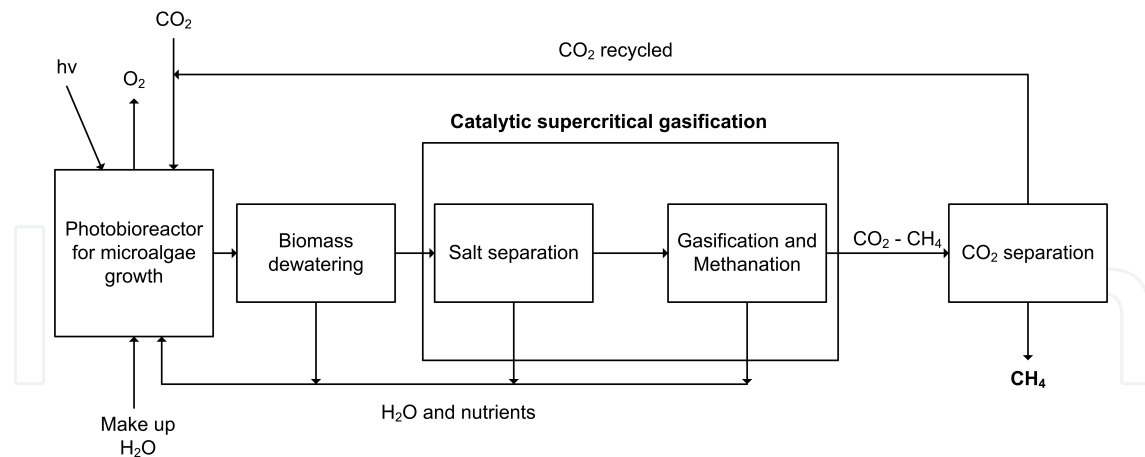 CO₂
CO₂ recycled
hv
O₂
Catalytic supercritical gasification
Photobioreactor
for microalgae
growth
Biomass
dewatering
Salt separation
Gasification and
Methanation
CO₂ - CH₄
CO₂ separation
CH₄
H₂O and nutrients
Make up
H₂O